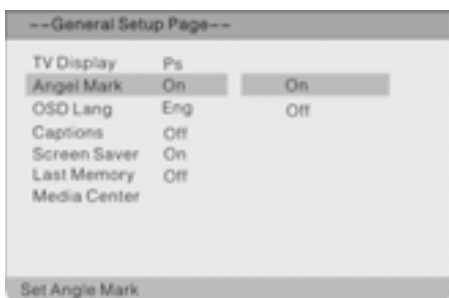 --General Setup Page--
TV Display Ps
Angel Mark On On
OSD Lang Eng Off
Captions Off
Screen Saver On
Last Memory Off
Media Center
Set Angle Mark